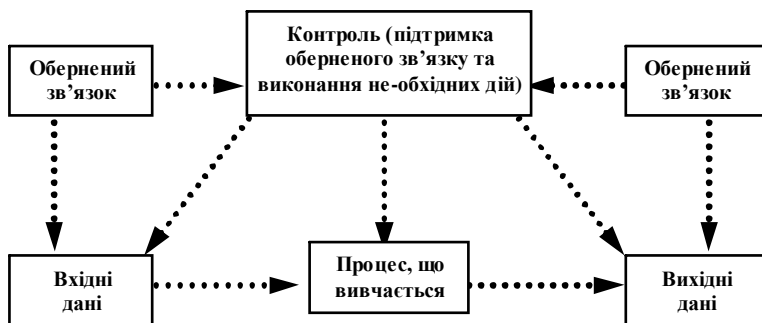 Контроль (підтримка
оберненого зв’язку та
виконання не-обхідних дій)
Обернений
зв’язок
Обернений
зв’язок
Вхідні
дані
Процес, що
вивчається
Вихідні
дані